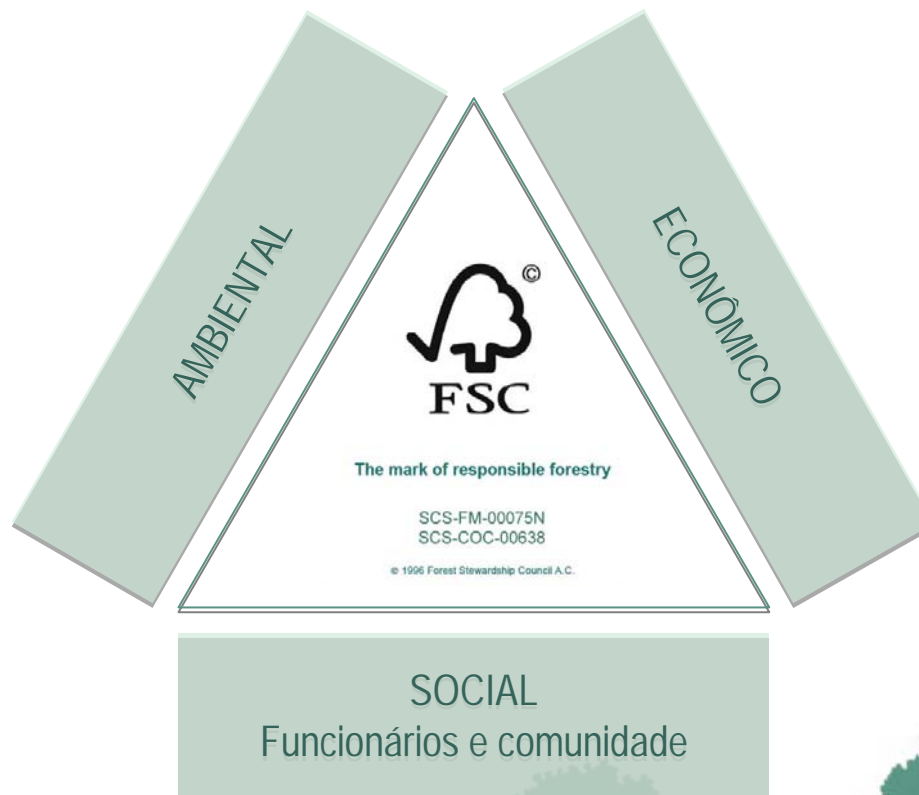 AMBIENTAL
ECONÔMICO
©
FSC
The mark of responsible forestry
SCS-FM-00075N
SCS-COC-00638
© 1996 Forest Stewardship Council A.C.
SOCIAL
Funcionários e comunidade